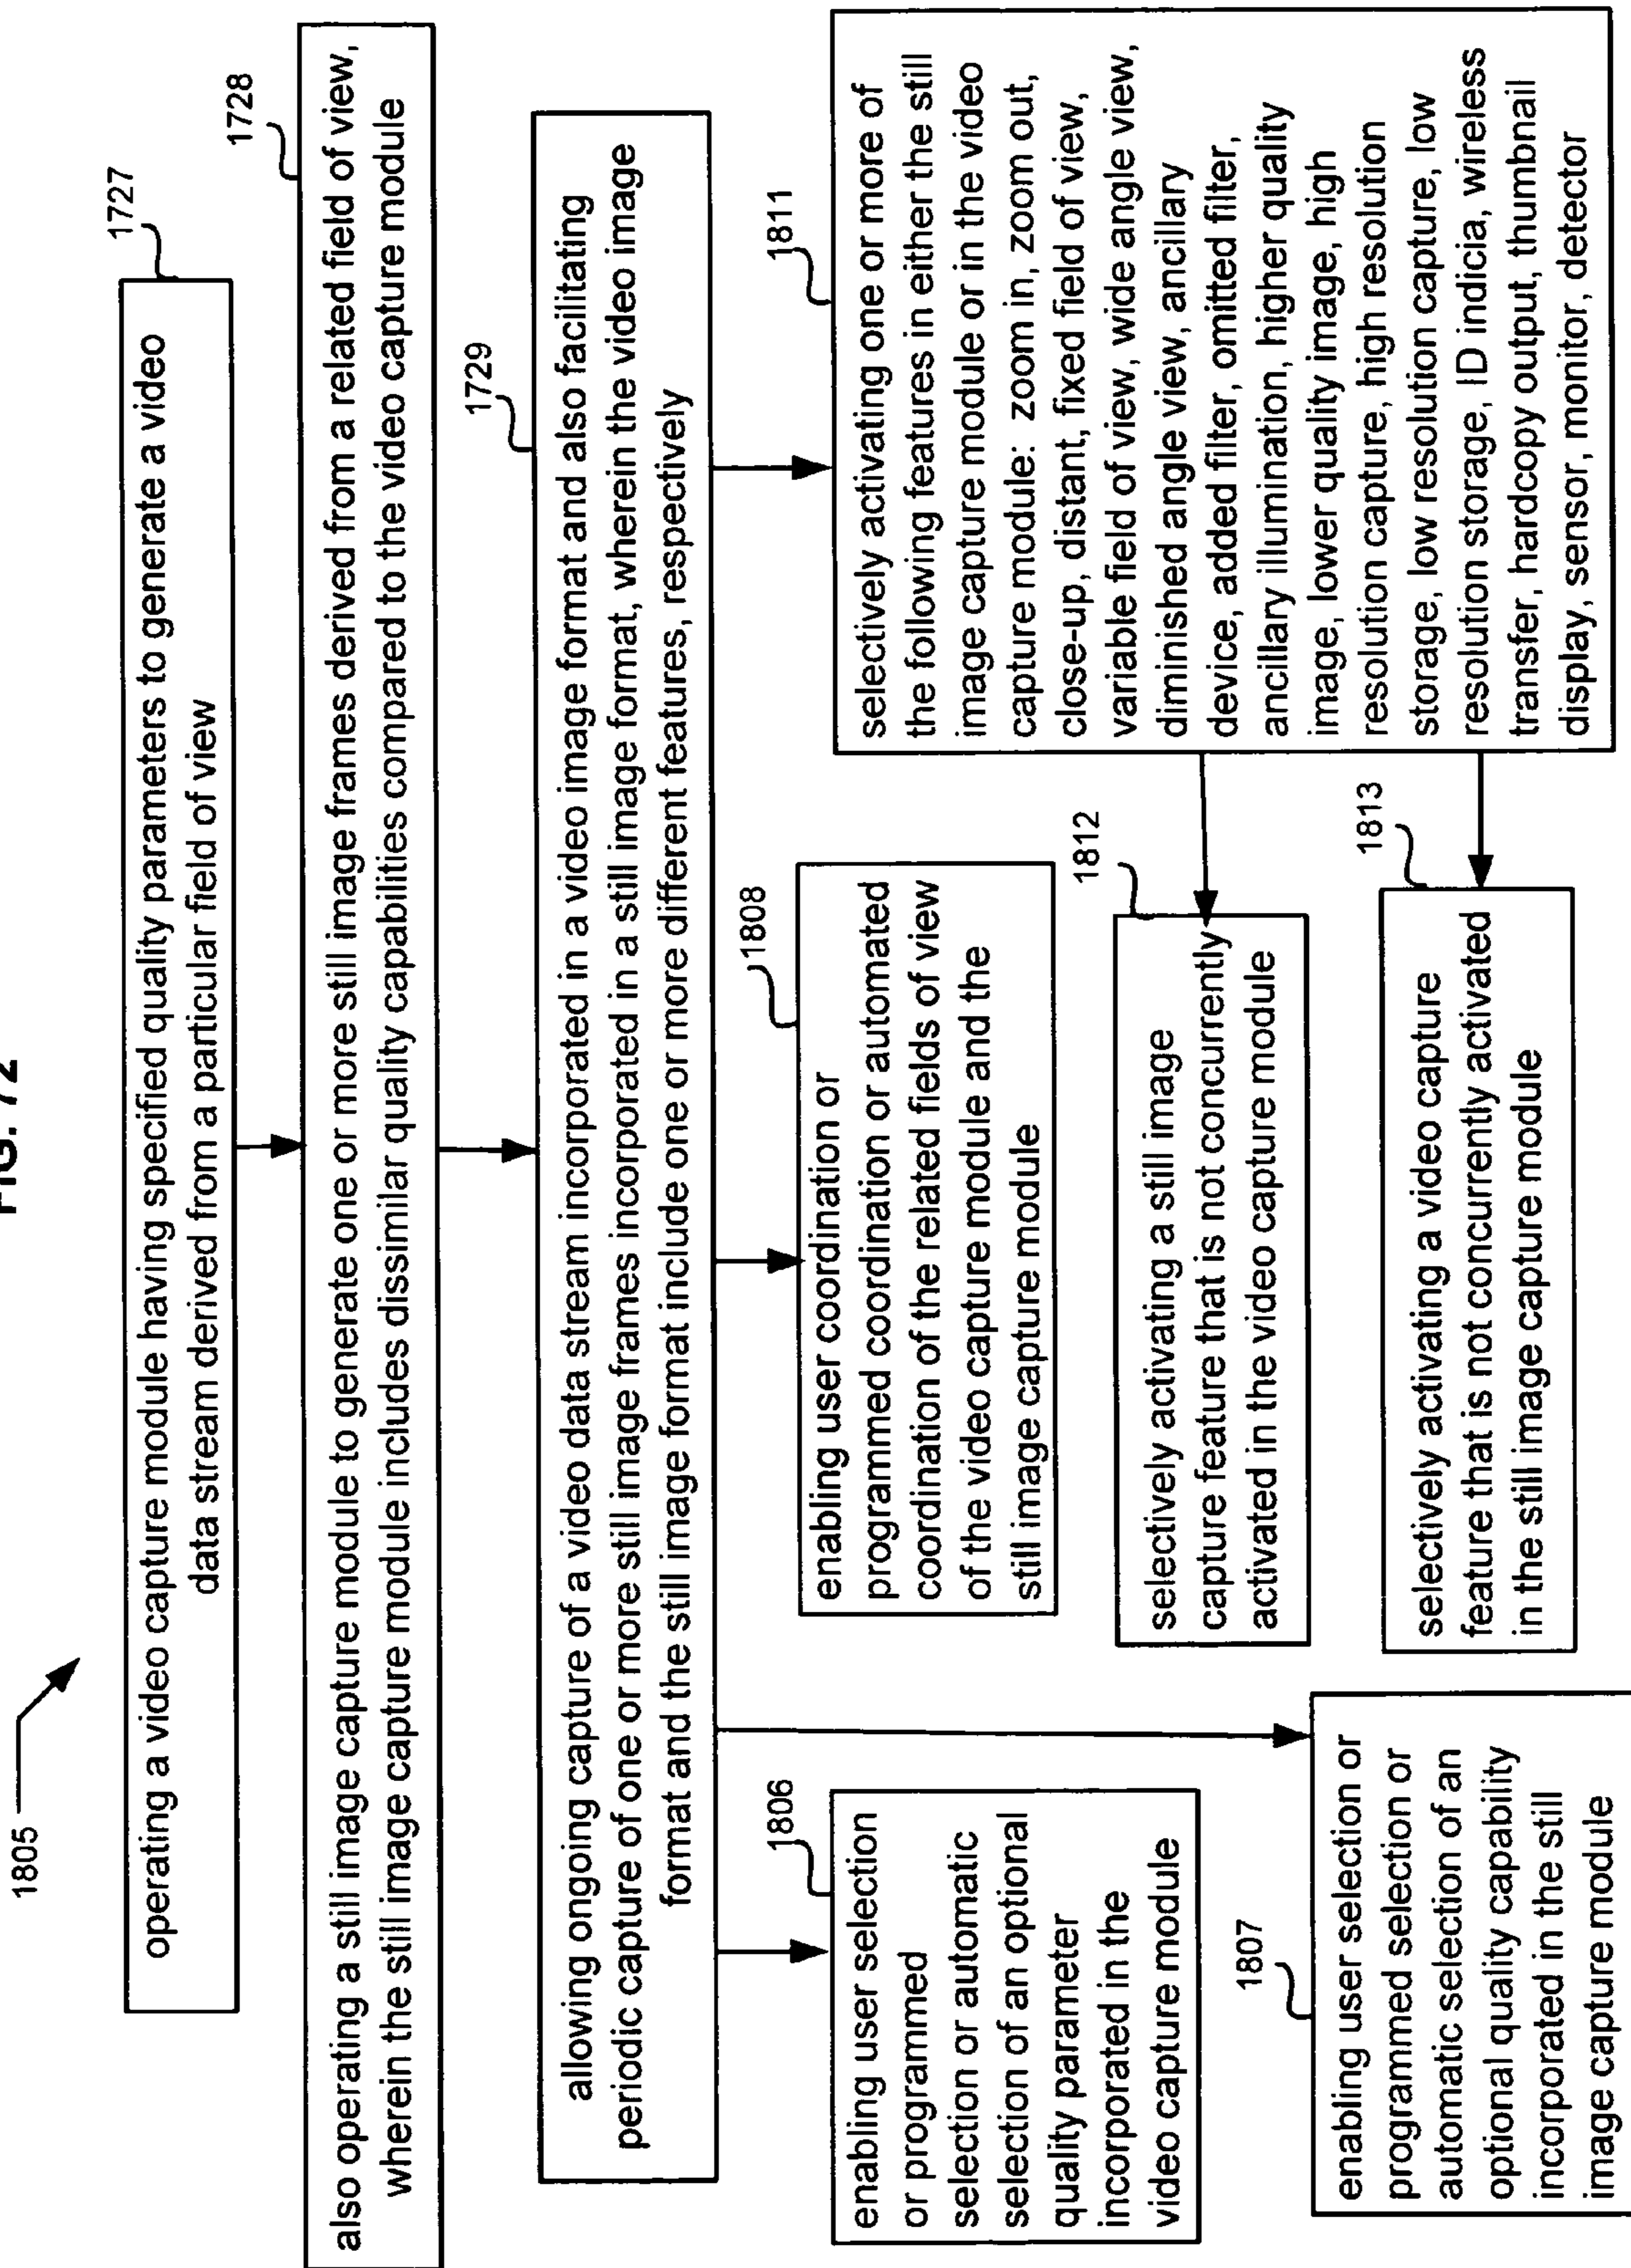 FIG. 72
1805
1727
operating a video capture module having specified quality parameters to generate a video
data stream derived from a particular field of view
1728
also operating a still image capture module to generate one or more still image frames derived from a related field of view,
wherein the still image capture module includes dissimilar quality capabilities compared to the video capture module
1729
allowing ongoing capture of a video data stream incorporated in a video image format and also facilitating
periodic capture of one or more still image frames incorporated in a still image format, wherein the video image
format and the still image format include one or more different features, respectively
1806
enabling user selection
or programmed
selection or automatic
selection of an optional
quality parameter
incorporated in the
video capture module
1807
enabling user selection or
programmed selection or
automatic selection of an
optional quality capability
incorporated in the still
image capture module
1808
enabling user coordination or
programmed coordination or automated
coordination of the related fields of view
of the video capture module and the
still image capture module
1811
selectively activating one or more of
the following features in either the still
image capture module or in the video
capture module: zoom in, zoom out,
close-up, distant, fixed field of view,
variable field of view, wide angle view,
diminished angle view, ancillary
device, added filter, omitted filter,
ancillary illumination, higher quality
image, lower quality image, high
resolution capture, high resolution
storage, low resolution capture, low
resolution storage, ID indicia, wireless
transfer, hardcopy output, thumbnail
display, sensor, monitor, detector
1812
selectively activating a still image
capture feature that is not concurrently
activated in the video capture module
1813
selectively activating a video capture
feature that is not concurrently activated
in the still image capture module